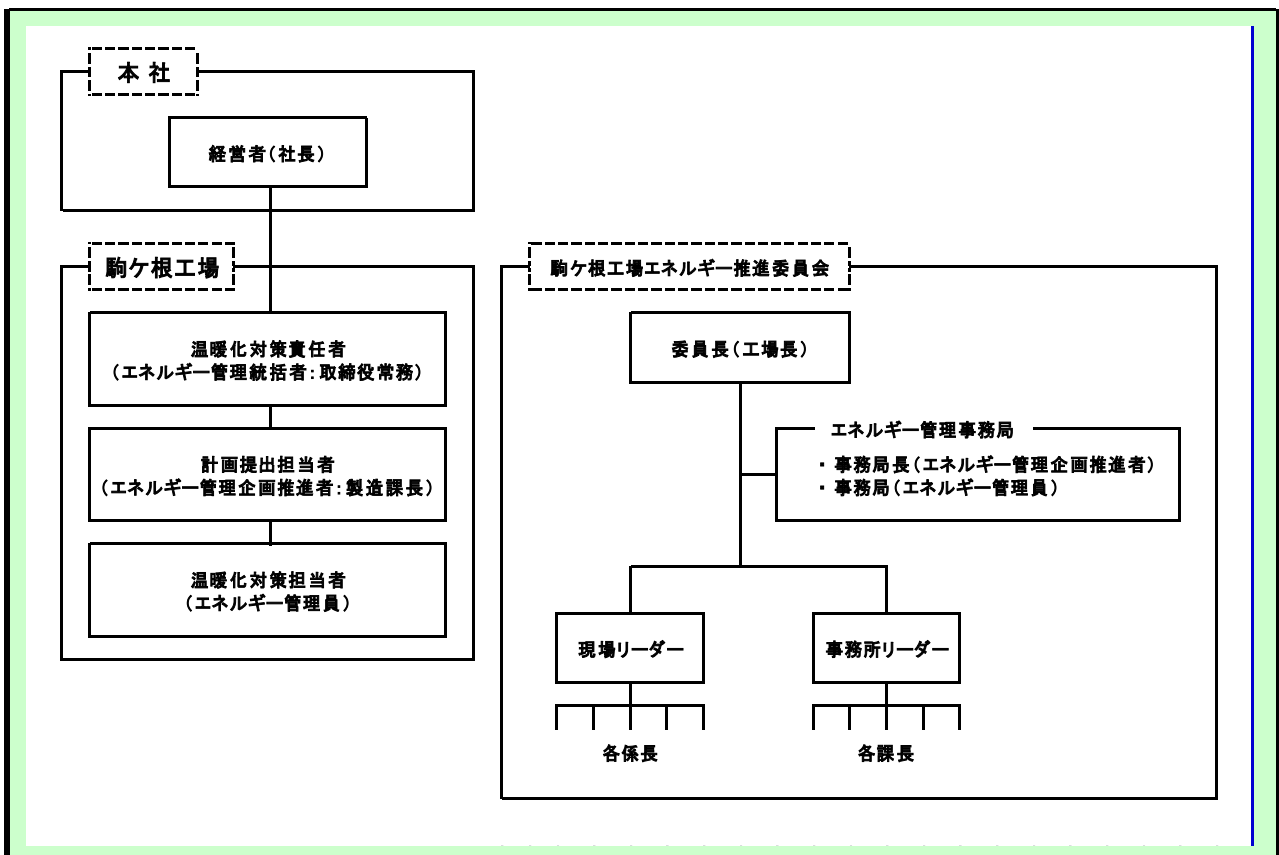 本社
経営者(社長)
駒ケ根工場
温暖化対策責任者
(エネルギー管理統括者:取締役常務)
計画提出担当者
(エネルギー管理企画推進者:製造課長)
温暖化対策担当者
(エネルギー管理員)
駒ケ根工場エネルギー推進委員会
委員長(工場長)
エネルギー管理事務局
・事務局長(エネルギー管理企画推進者)
・事務局(エネルギー管理員)
現場リーダー
事務所リーダー
各係長
各課長